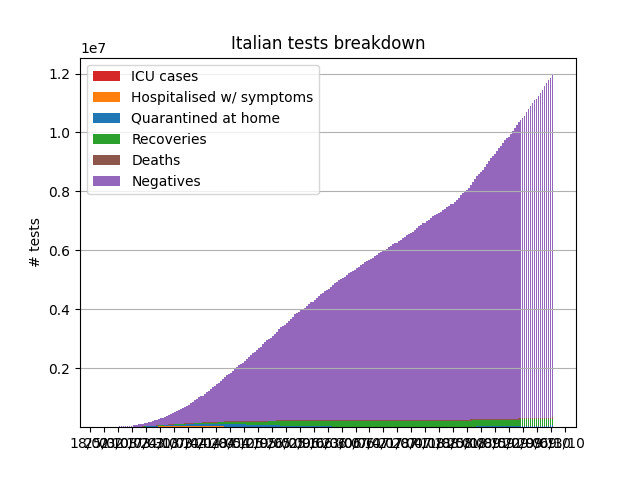 Italian tests breakdown
1e7
1.2
1.0
0.8
0.6
0.4
0.2
# tests
ICU cases
Hospitalised w/ symptoms
Quarantined at home
Recoveries
Deaths
Negatives